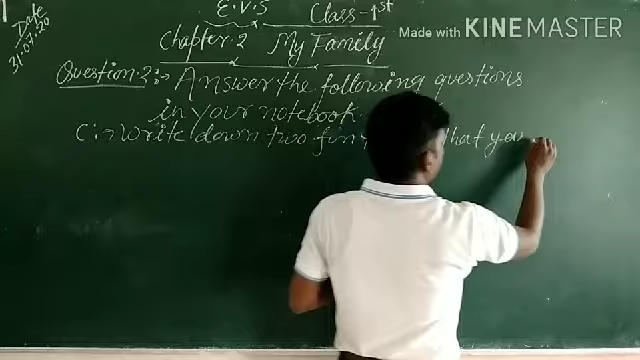 Date
31.07.20
E.V.S Class-1st
Made with KINEMASTER
Chapter.2 My Family
Question.2:→ Answer the following questions
in your notebook.
(i→ Write down two fun that you